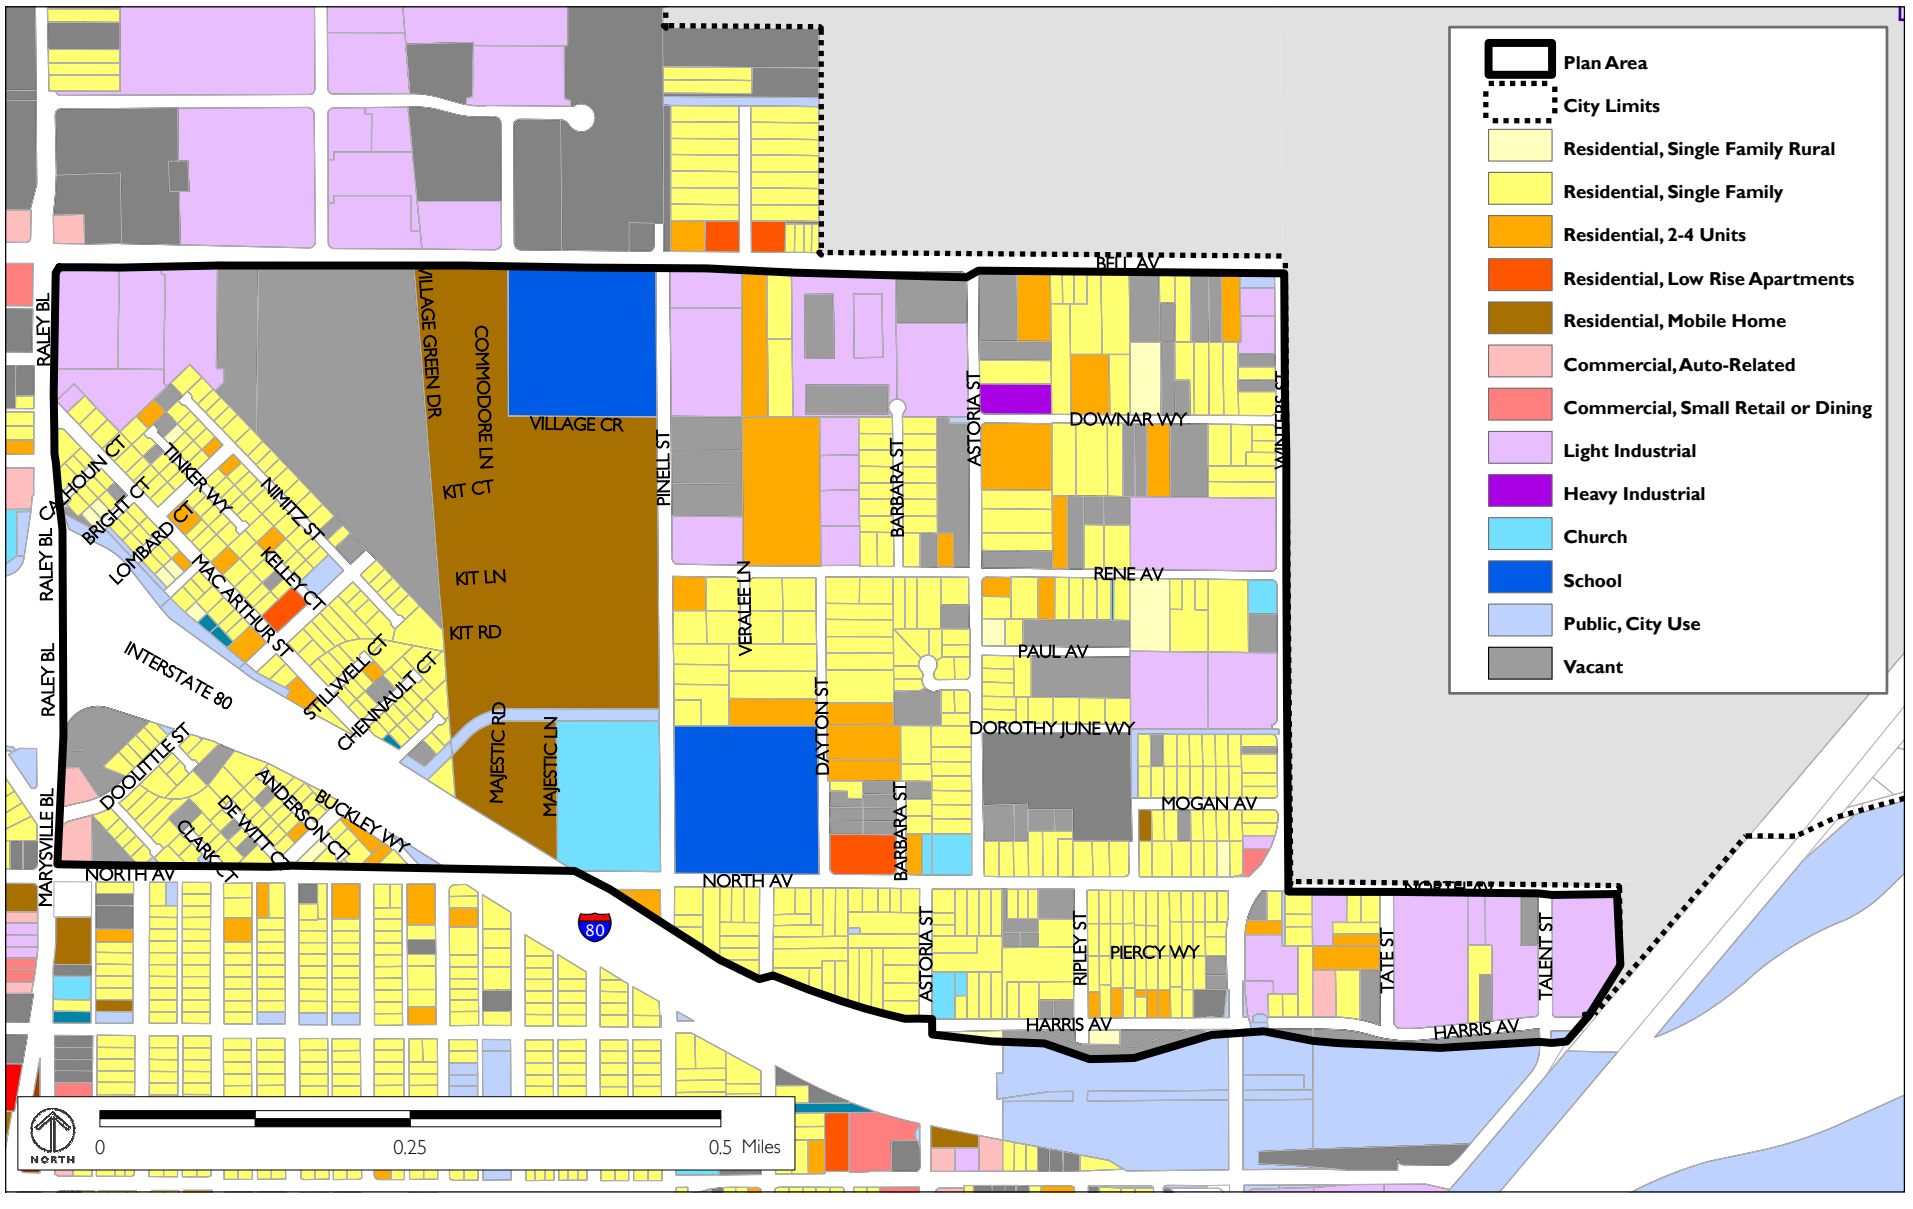 Plan Area
City Limits
Residential, Single Family Rural
Residential, Single Family
Residential, 2-4 Units
Residential, Low Rise Apartments
Residential, Mobile Home
Commercial, Auto-Related
Commercial, Small Retail or Dining
Light Industrial
Heavy Industrial
Church
School
Public, City Use
Vacant
BELL AV
RALEY BL
VILLAGE GREEN DR
COMMODORE LN
VILLAGE CR
PINELL ST
ASTORIA ST
DOWNAR WY
WINTERS ST
BARBARA ST
CALHOUN CT
TINKER WY
NIMITZ ST
BRIGHT CT
LOMBARD CT
KIT CT
RALEY BL
MAC ARTHUR ST
KELLEY CT
KIT LN
VERALEE LN
RENE AV
KIT RD
PAUL AV
RALEY BL
INTERSTATE 80
STILLWELL CT
CHENNAULT CT
DAYTON ST
DOROTHY JUNE WY
DOOLITTLE ST
MAJESTIC RD
MAJESTIC LN
ANDERSON CT
BUCKLEY WY
DE WITT CT
CLARK CT
MARYSVILLE BL
BARBARA ST
MOGAN AV
NORTH AV
NORTH AV
NORTH AV
80
ASTORIA ST
RIPLEY ST
PIERCY WY
TATE ST
TALENT ST
HARRIS AV
HARRIS AV
NORTH
0
0.25
0.5 Miles